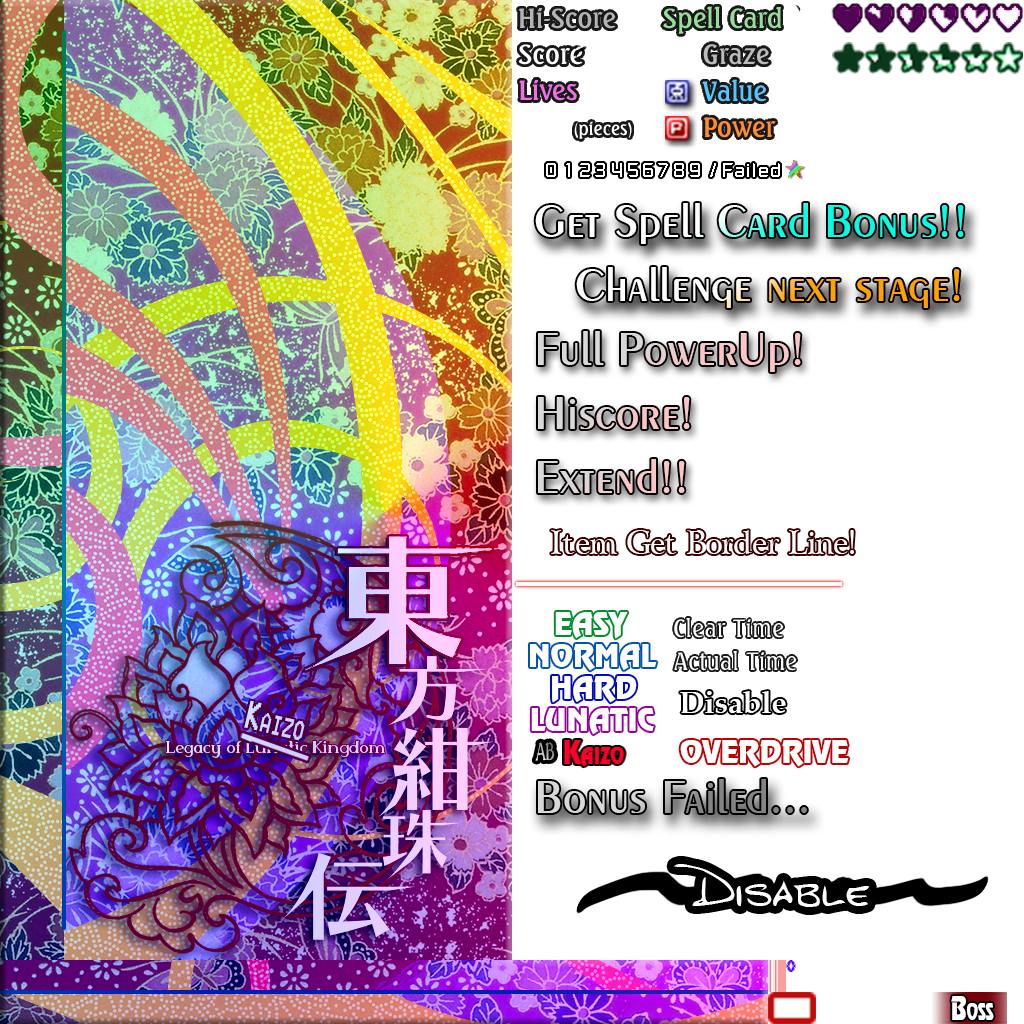 Hi-Score
Spell Card
Score
Graze
Lives
Value
(pieces)
P
Power
0123456789/Failed
Get Spell Card Bonus!!
Challenge next stage!
Full PowerUp!
Hiscore!
Extend!!
Item Get Border Line!
EASY
Clear Time
NORMAL
Actual Time
HARD
Disable
LUNATIC
AB Kaizo
OVERDRIVE
Bonus Failed...
Disable
Boss
東方紺珠伝
Kaizo
Legacy of Lunatic Kingdom